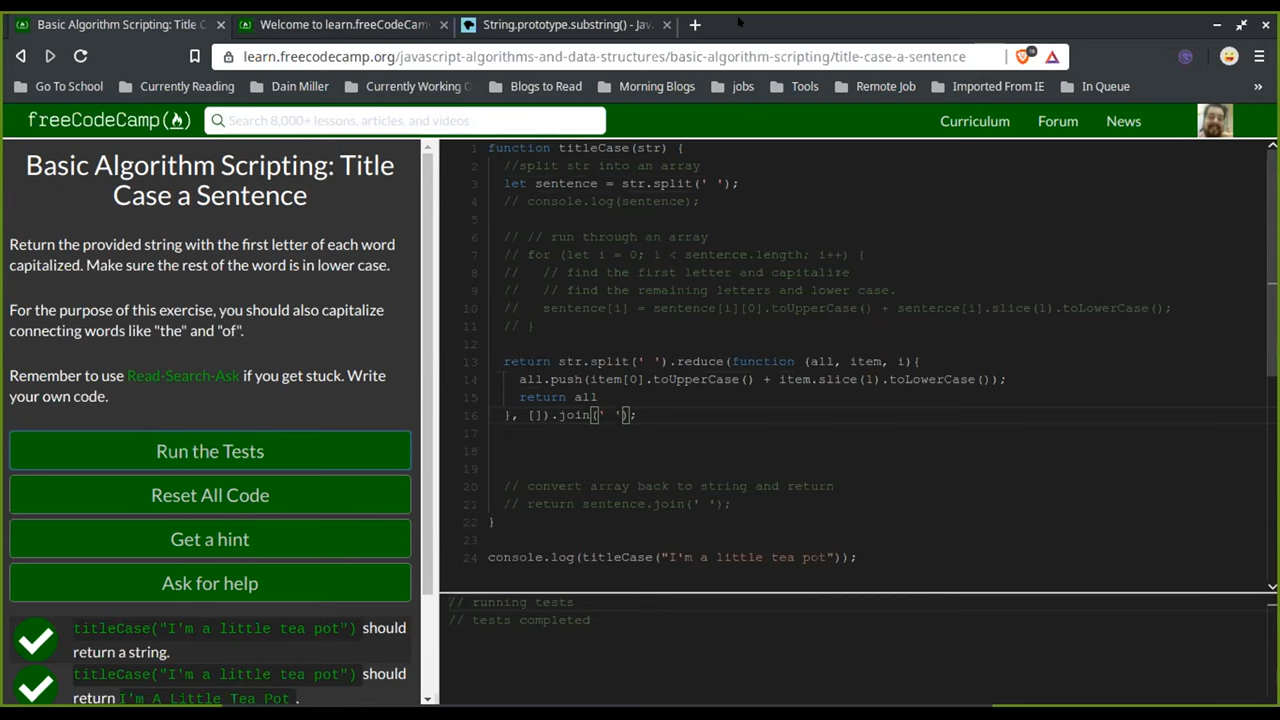 Basic Algorithm Scripting: Title C
Welcome to learn.freeCodeCam
String.prototype.substring() - Jav
learn.freecodecamp.org/javascript-algorithms-and-data-structures/basic-algorithm-scripting/title-case-a-sentence
Go To School
Currently Reading
Dain Miller
Currently Working
Blogs to Read
Morning Blogs
jobs
Tools
Remote Job
Imported From IE
In Queue
»
freeCodeCamp
Search 8,000+ lessons, articles, and videos
Curriculum
Forum
News
Basic Algorithm Scripting: Title
Case a Sentence
Return the provided string with the first letter of each word
capitalized. Make sure the rest of the word is in lower case.
For the purpose of this exercise, you should also capitalize
connecting words like "the" and "of".
Remember to use Read-Search-Ask if you get stuck. Write
your own code.
Run the Tests
Reset All Code
Get a hint
Ask for help
titleCase("I'm a little tea pot") should
return a string.
titleCase("I'm a little tea pot") should
return I'm A Little Tea Pot .
1 function titleCase(str) {
2 //split str into an array
3 let sentence = str.split(' ');
4 // console.log(sentence);
5
6 // // run through an array
7 // for (let i = 0; i < sentence.length; i++) {
8 // // find the first letter and capitalize
9 // // find the remaining letters and lower case.
10 // sentence[i] = sentence[i][0].toUpperCase() + sentence[i].slice(1).toLowerCase();
11 // }
12
13 return str.split(' ').reduce(function (all, item, i){
14 all.push(item[0].toUpperCase() + item.slice(1).toLowerCase());
15 return all
16 }, []).join(' ');
17
18
19
20 // convert array back to string and return
21 // return sentence.join(' ');
22 }
23
24 console.log(titleCase("I'm a little tea pot"));
// running tests
// tests completed